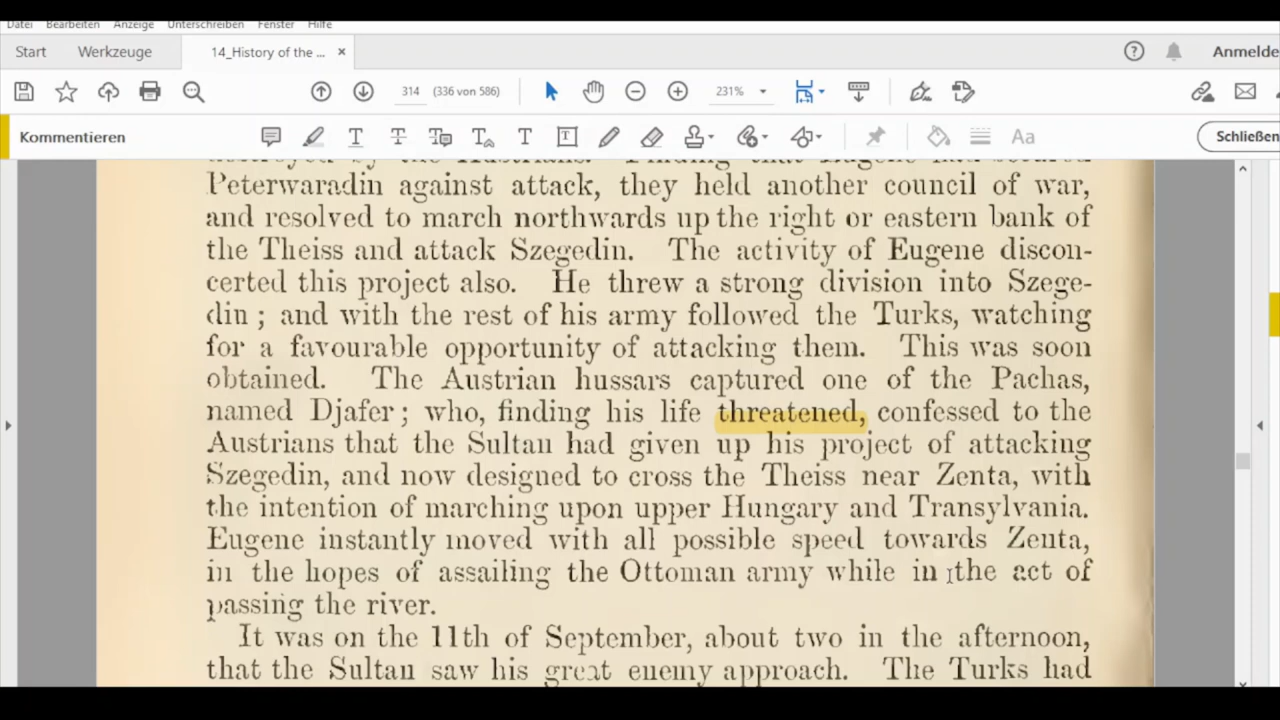 Datei Bearbeiten Anzeige Unterschreiben Fenster Hilfe
Start Werkzeuge 14_History of the ... × Anmelde
314 (336 von 586) 231%
Kommentieren Schließen
destroyed by the Austrians. Finding that Eugene had secured
Peterwaradin against attack, they held another council of war,
and resolved to march northwards up the right or eastern bank of
the Theiss and attack Szegedin. The activity of Eugene discon-
certed this project also. He threw a strong division into Szege-
din ; and with the rest of his army followed the Turks, watching
for a favourable opportunity of attacking them. This was soon
obtained. The Austrian hussars captured one of the Pachas,
named Djafer ; who, finding his life threatened, confessed to the
Austrians that the Sultan had given up his project of attacking
Szegedin, and now designed to cross the Theiss near Zenta, with
the intention of marching upon upper Hungary and Transylvania.
Eugene instantly moved with all possible speed towards Zenta,
in the hopes of assailing the Ottoman army while in the act of
passing the river.
It was on the 11th of September, about two in the afternoon,
that the Sultan saw his great enemy approach. The Turks had